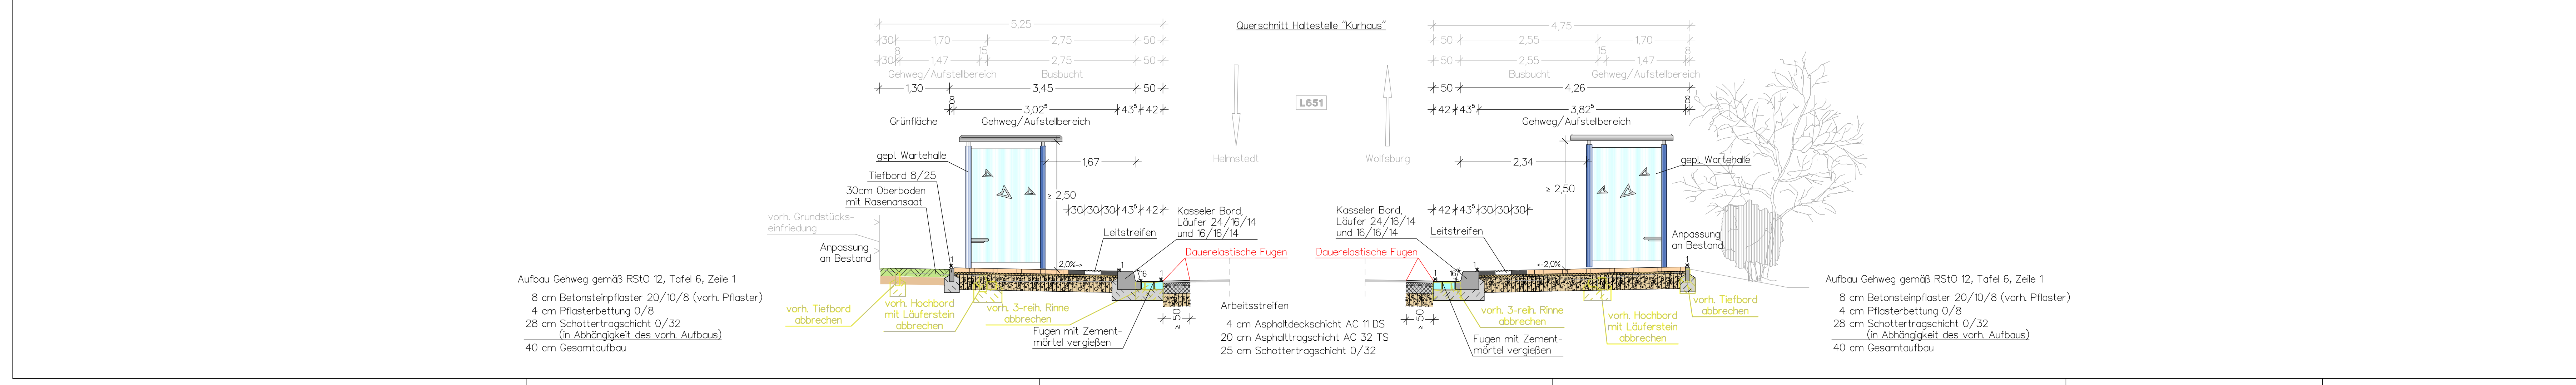 Querschnitt Haltestelle "Kurhaus"
5,25
30 1,70 2,75 50
8 15
30 1,47 2,75 50
Gehweg/Aufstellbereich Busbucht
1,30 3,45 50
8
3,02⁵ 43⁵ 42
Grünfläche Gehweg/Aufstellbereich
gepl. Wartehalle
1,67
Tiefbord 8/25
30cm Oberboden
mit Rasenansaat
≥ 2,50
30 30 30 43⁵ 42
vorh. Grundstücks-
einfriedung
Anpassung
an Bestand
Kasseler Bord,
Läufer 24/16/14
und 16/16/14
Leitstreifen
Dauerelastische Fugen
1
2,0%->
1
16
1
Aufbau Gehweg gemäß RStO 12, Tafel 6, Zeile 1
8 cm Betonsteinpflaster 20/10/8 (vorh. Pflaster)
4 cm Pflasterbettung 0/8
28 cm Schottertragschicht 0/32
(in Abhängigkeit des vorh. Aufbaus)
40 cm Gesamtaufbau
vorh. Tiefbord
abbrechen
vorh. Hochbord
mit Läuferstein
abbrechen
vorh. 3-reih. Rinne
abbrechen
Fugen mit Zement-
mörtel vergießen
≈ 50
L651
Helmstedt
Wolfsburg
Arbeitsstreifen
4 cm Asphaltdeckschicht AC 11 DS
20 cm Asphalttragschicht AC 32 TS
25 cm Schottertragschicht 0/32
4,75
50 2,55 1,70
15 8
50 2,55 1,47
Busbucht Gehweg/Aufstellbereich
50 4,26
8
42 43⁵ 3,82⁵
Gehweg/Aufstellbereich
2,34
gepl. Wartehalle
≥ 2,50
42 43⁵ 30 30 30
Kasseler Bord,
Läufer 24/16/14
und 16/16/14
Leitstreifen
Dauerelastische Fugen
Anpassung
an Bestand
1
16
1
<-2,0%
1
≈ 50
vorh. 3-reih. Rinne
abbrechen
Fugen mit Zement-
mörtel vergießen
vorh. Hochbord
mit Läuferstein
abbrechen
vorh. Tiefbord
abbrechen
Aufbau Gehweg gemäß RStO 12, Tafel 6, Zeile 1
8 cm Betonsteinpflaster 20/10/8 (vorh. Pflaster)
4 cm Pflasterbettung 0/8
28 cm Schottertragschicht 0/32
(in Abhängigkeit des vorh. Aufbaus)
40 cm Gesamtaufbau